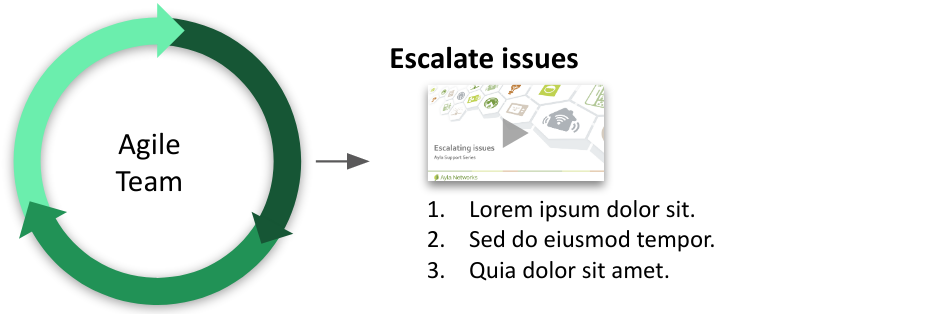 Agile
Team
Escalate issues
Escalating issues
Ayla Support Series
Ayla Networks
1. Lorem ipsum dolor sit.
2. Sed do eiusmod tempor.
3. Quia dolor sit amet.